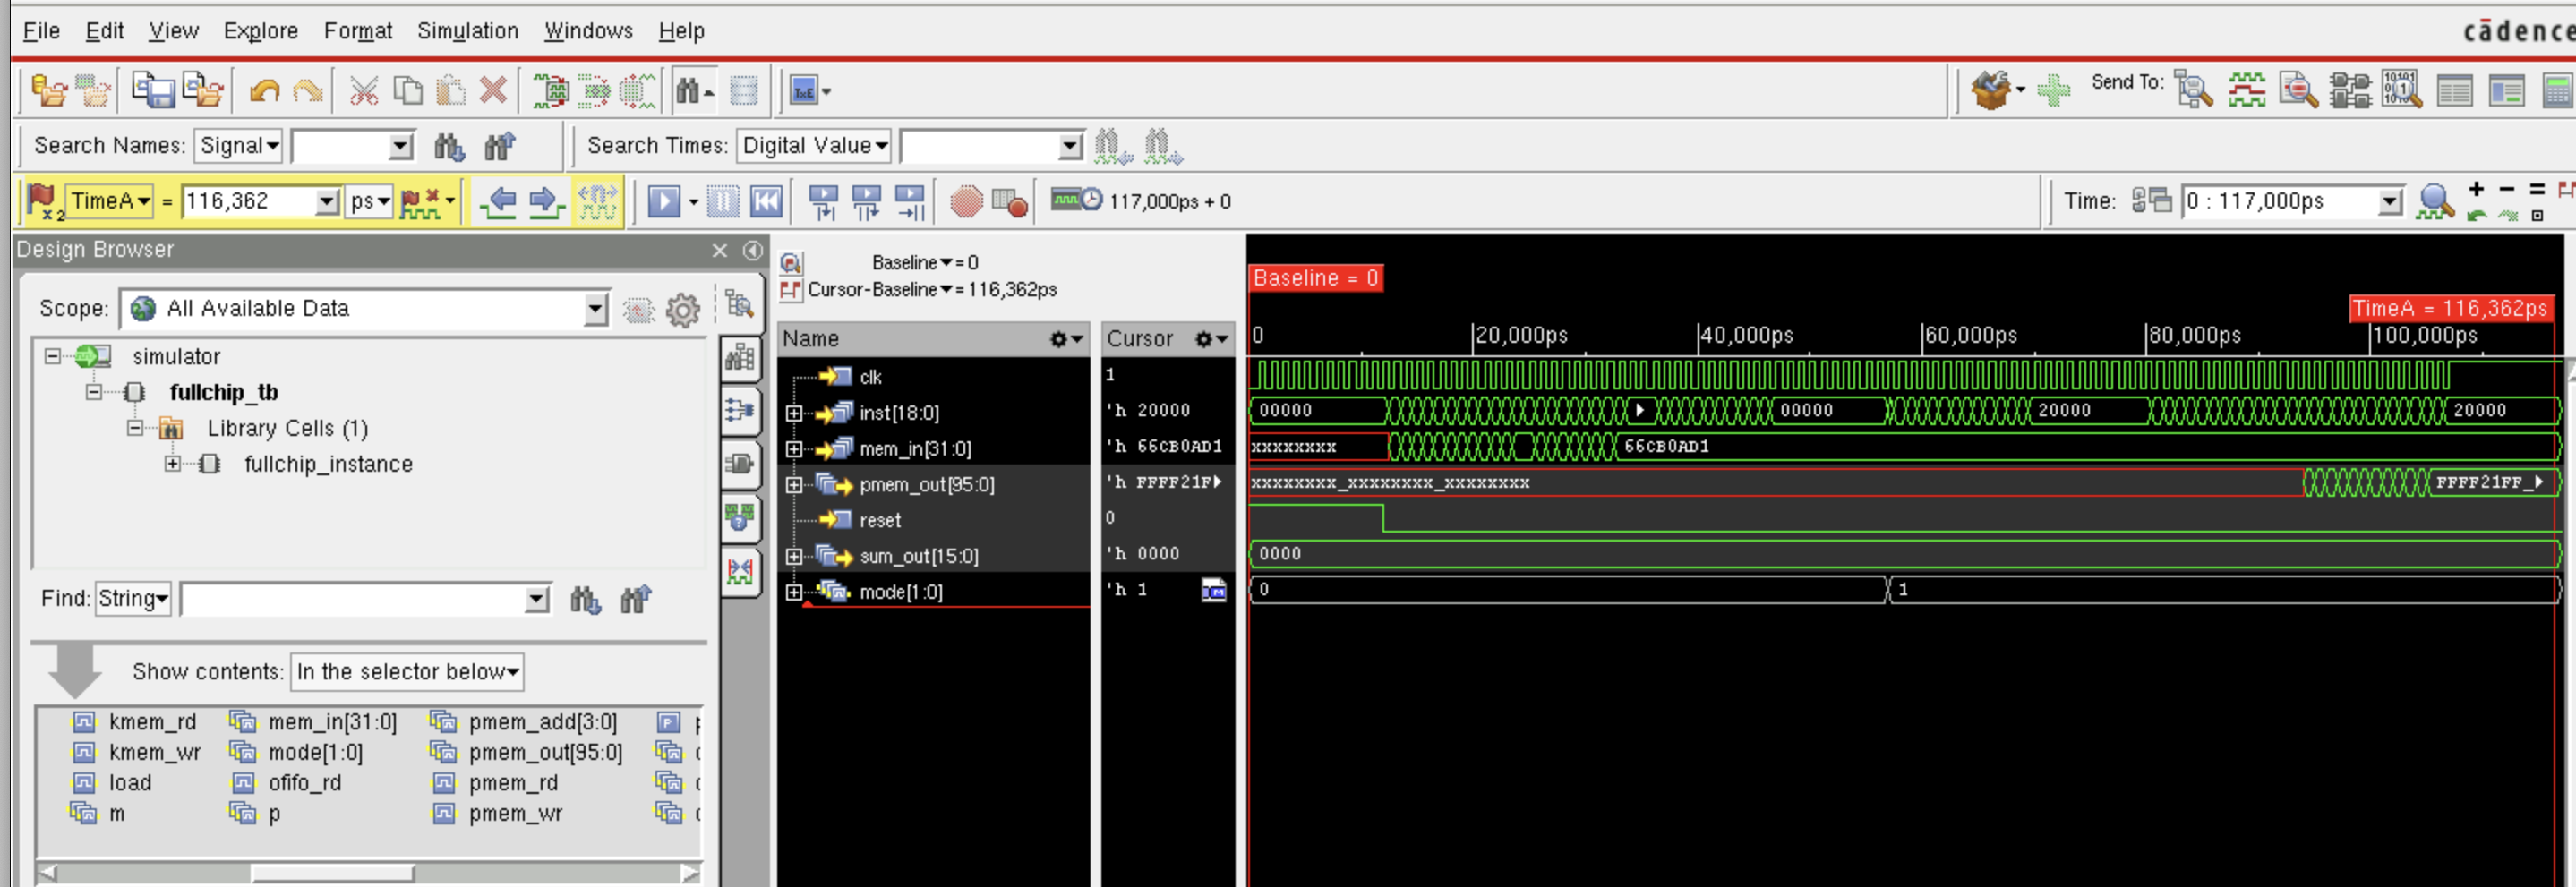 File Edit View Explore Format Simulation Windows Help cādence
TxE Send To:
Search Names: Signal Search Times: Digital Value
x2 TimeA = 116,362 ps 117,000ps + 0 Time: 0 : 117,000ps
Design Browser
Baseline = 0
Cursor-Baseline = 116,362ps
Baseline = 0
TimeA = 116,362ps
Scope: All Available Data
Name Cursor 0 20,000ps 40,000ps 60,000ps 80,000ps 100,000ps
simulator
fullchip_tb
Library Cells (1)
fullchip_instance
clk 1
inst[18:0] 'h 20000 00000 00000 20000 20000
mem_in[31:0] 'h 66CB0AD1 xxxxxxxx 66CB0AD1
pmem_out[95:0] 'h FFFF21F xxxxxxxx_xxxxxxxx_xxxxxxxx FFFF21FF_
reset 0
sum_out[15:0] 'h 0000 0000
mode[1:0] 'h 1 0 1
Find: String
Show contents: In the selector below
kmem_rd mem_in[31:0] pmem_add[3:0]
kmem_wr mode[1:0] pmem_out[95:0]
load ofifo_rd pmem_rd
m p pmem_wr